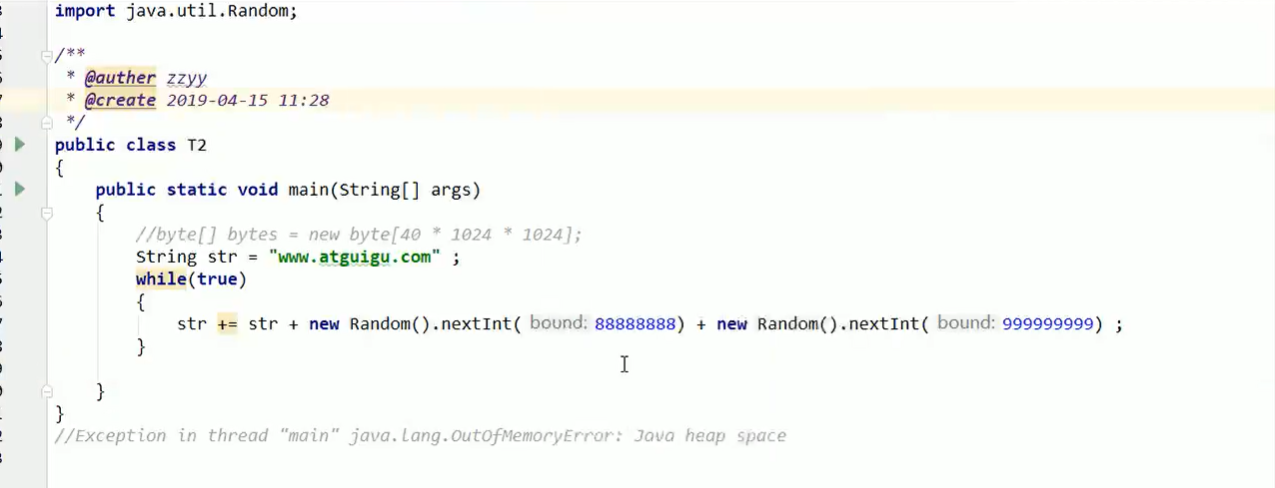 import java.util.Random;
/**
* @auther zzyy
* @create 2019-04-15 11:28
*/
public class T2
{
public static void main(String[] args)
{
//byte[] bytes = new byte[40 * 1024 * 1024];
String str = "www.atguigu.com" ;
while(true)
{
str += str + new Random().nextInt( bound: 88888888) + new Random().nextInt( bound: 999999999) ;
}
}
}
//Exception in thread "main" java.lang.OutOfMemoryError: Java heap space